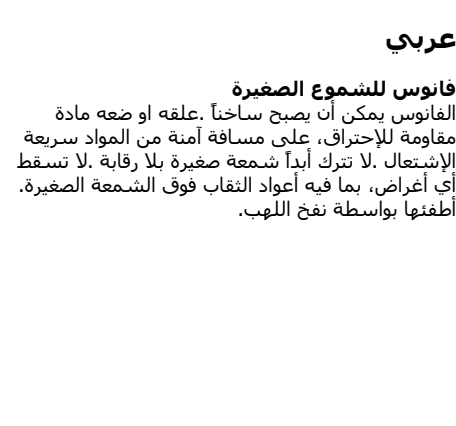 عربي
فانوس للشموع الصغيرة
الفانوس يمكن أن يصبح ساخناً .علقه او ضعه مادة
مقاومة للإحتراق، على مسافة آمنة من المواد سريعة
الإشتعال .لا تترك أبداً شمعة صغيرة بلا رقابة .لا تسقط
أي أغراض، بما فيه أعواد الثقاب فوق الشمعة الصغيرة.
أطفئها بواسطة نفخ اللهب.